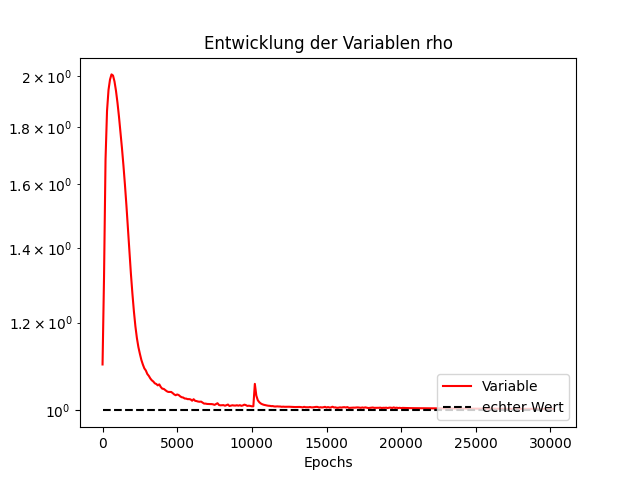 Entwicklung der Variablen rho
2 × 10⁰
1.8 × 10⁰
1.6 × 10⁰
1.4 × 10⁰
1.2 × 10⁰
10⁰
Variable
echter Wert
0 5000 10000 15000 20000 25000 30000
Epochs